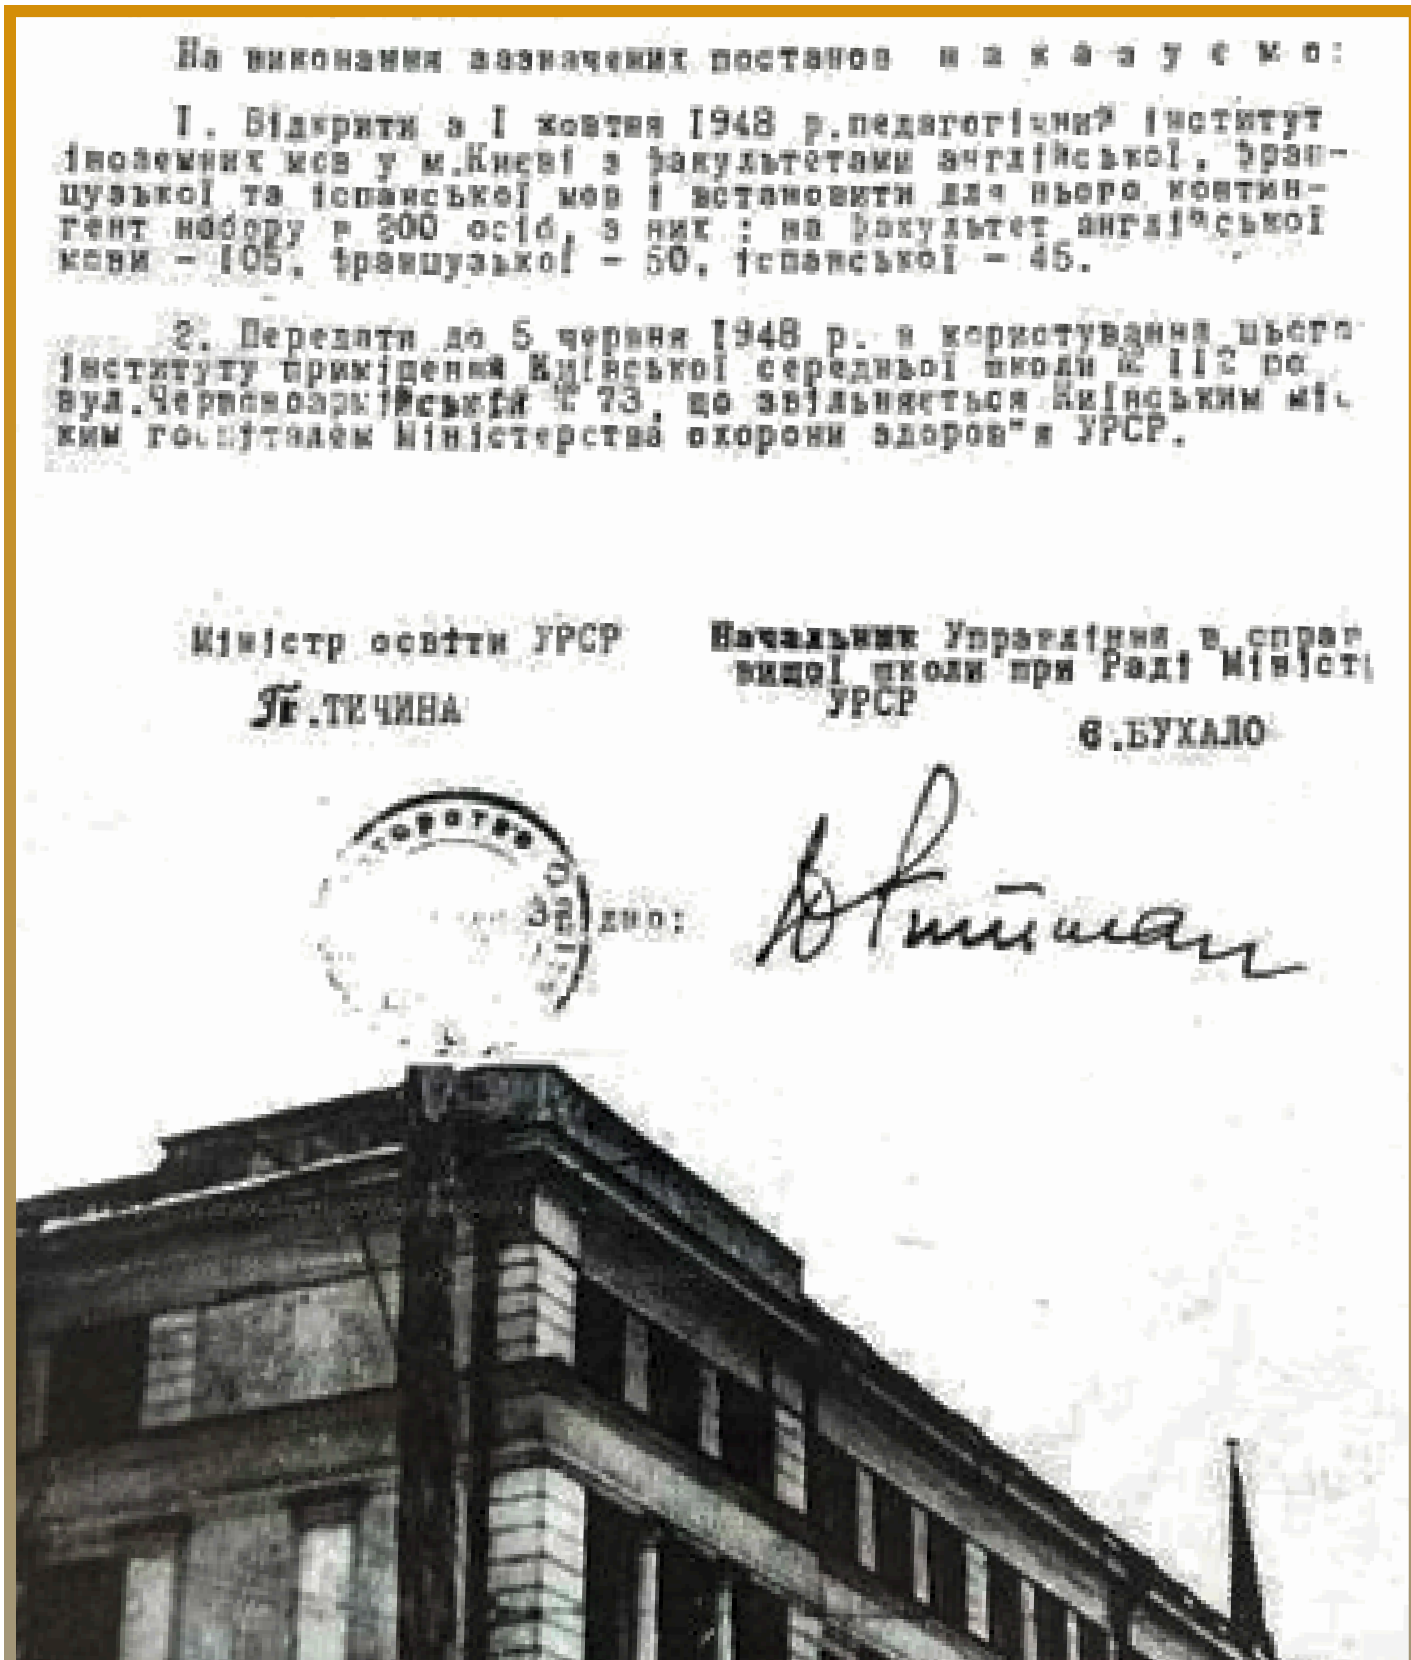 На виконання зазначених постанов н а к а з у є м о:
I. Відкрити з I жовтня 1948 р.педагогічний інститут
іноземних мов у м.Києві з факультетами англійської, фран-
цузької та іспанської мов і встановити для нього контин-
гент набору в 200 осіб, з них : на факультет англійської
мови - 105, французької - 50, іспанської - 45.
2. Передати до 5 червня 1948 р. в користування цього
інституту приміщення Київської середньої школи № 112 по
вул.Червоноармійській № 73, що звільняється Київським міс
ким госпіталем Міністерства охорони здоров"я УРСР.
Міністр освіти УРСР
П.ТИЧИНА
Начальник Управління в справ
вищої школи при Раді Міністі
УРСР
Є.БУХАЛО
торство
Згідно: